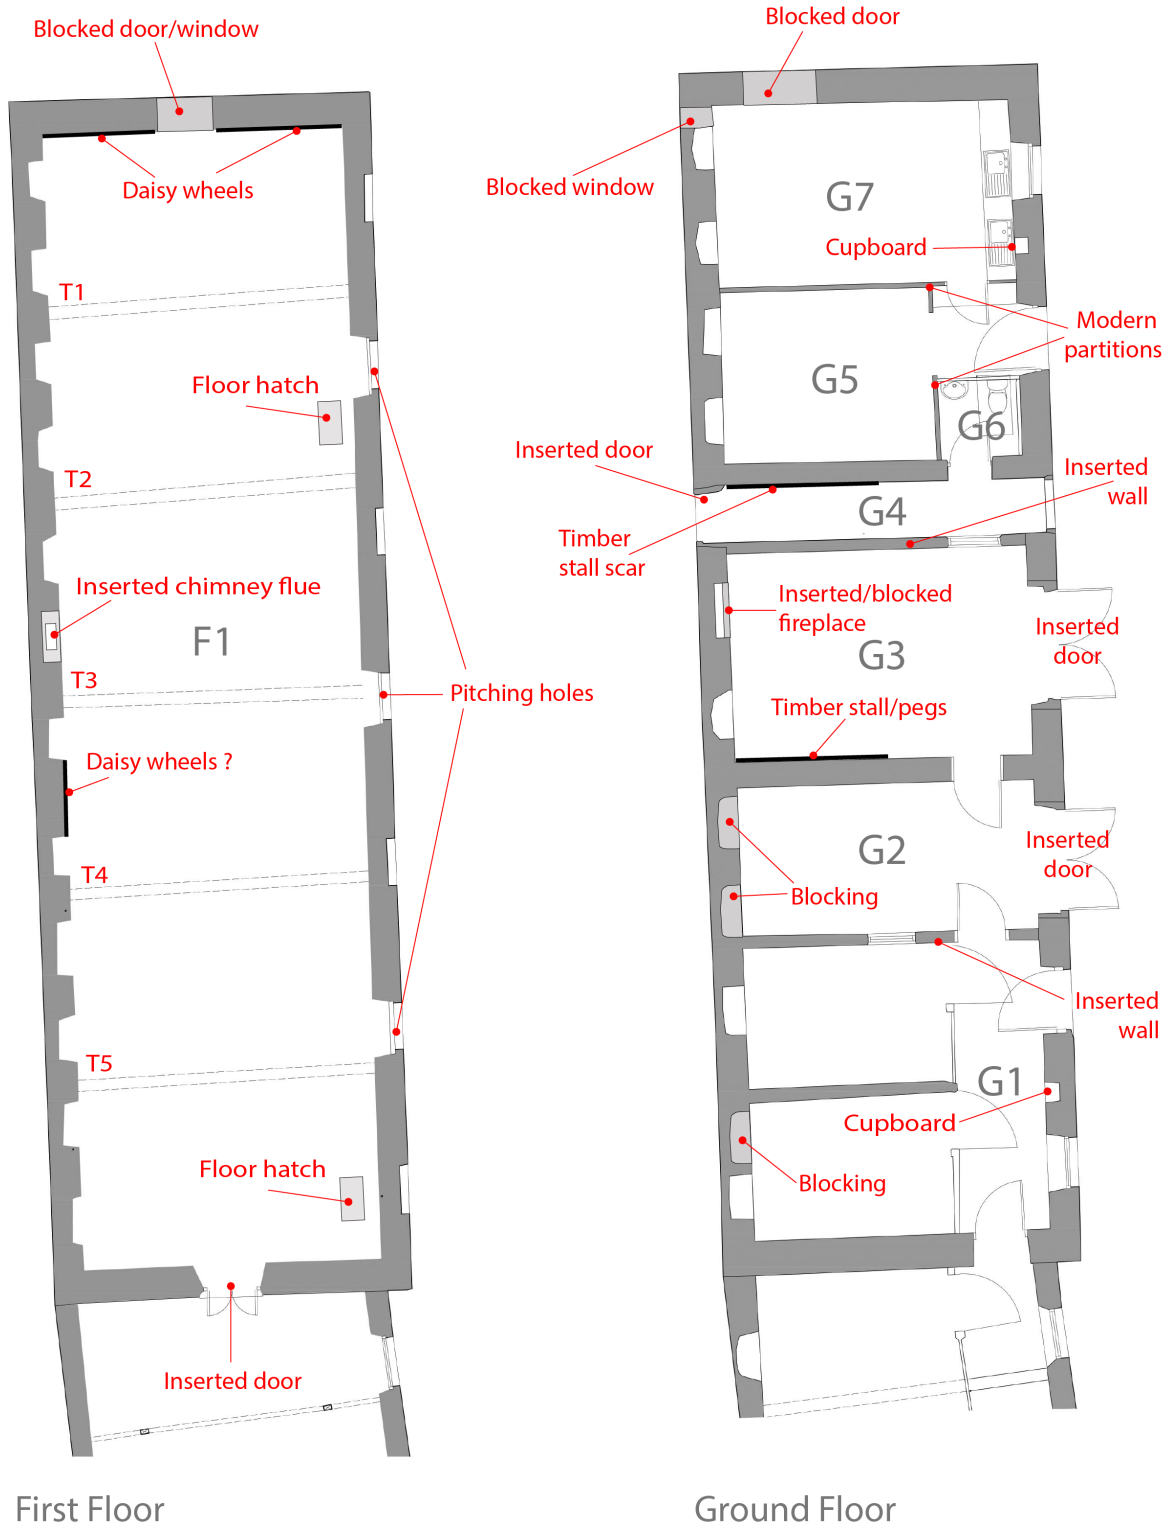 Blocked door/window
Daisy wheels
T1
Floor hatch
T2
Inserted chimney flue
F1
T3
Pitching holes
Daisy wheels ?
T4
T5
Floor hatch
Inserted door
First Floor
Blocked door
Blocked window
G7
Cupboard
Modern
partitions
G5
G6
Inserted door
Inserted
wall
G4
Timber
stall scar
Inserted/blocked
fireplace
Inserted
door
G3
Timber stall/pegs
G2
Inserted
door
Blocking
Inserted
wall
G1
Cupboard
Blocking
Ground Floor